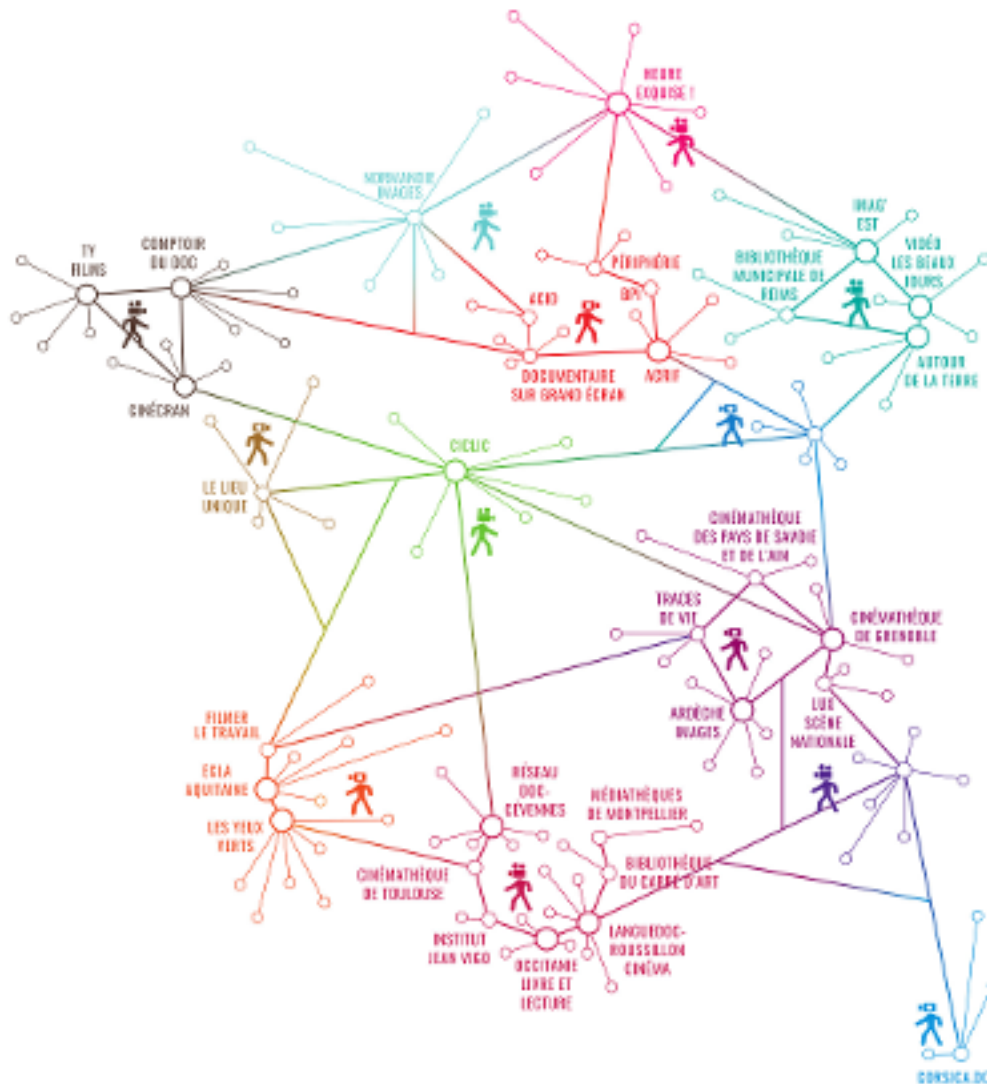 HEURE
EXQUISE !
NORMANDIE
IMAGES
IMAG'
EST
VIDÉO
LES BEAUX
JOURS
BIBLIOTHÈQUE
MUNICIPALE DE
REIMS
TY
FILMS
COMPTOIR
DU DOC
PÉRIPHÉRIE
BPI
ACID
DOCUMENTAIRE
SUR GRAND ÉCRAN
ACRIF
AUTOUR
DE LA TERRE
CINÉCRAN
CICLIC
LE LIEU
UNIQUE
CINÉMATHÈQUE
DES PAYS DE SAVOIE
ET DE L'AIN
TRACES
DE VIE
CINÉMATHÈQUE
DE GRENOBLE
ARDÈCHE
IMAGES
LUX
SCÈNE
NATIONALE
FILMER
LE TRAVAIL
ECLA
AQUITAINE
LES YEUX
VERTS
RÉSEAU
DOC-
CÉVENNES
MÉDIATHÈQUES
DE MONTPELLIER
CINÉMATHÈQUE
DE TOULOUSE
BIBLIOTHÈQUE
DU CARRÉ D'ART
INSTITUT
JEAN VIGO
OCCITANIE
LIVRE ET
LECTURE
LANGUEDOC-
ROUSSILLON
CINÉMA
CORSICA.DO